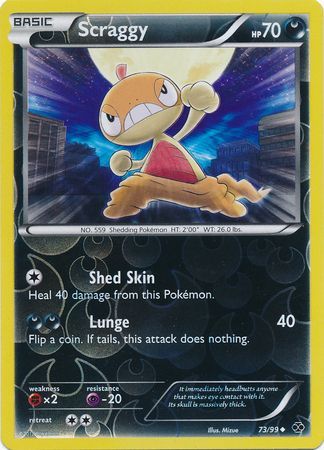 BASIC
Scraggy
HP 70
NO. 559 Shedding Pokémon HT: 2'00" WT: 26.0 lbs.
Shed Skin
Heal 40 damage from this Pokémon.
Lunge 40
Flip a coin. If tails, this attack does nothing.
weakness resistance
×2 -20
retreat
It immediately headbutts anyone
that makes eye contact with it.
Its skull is massively thick.
Illus. Mizue 73/99